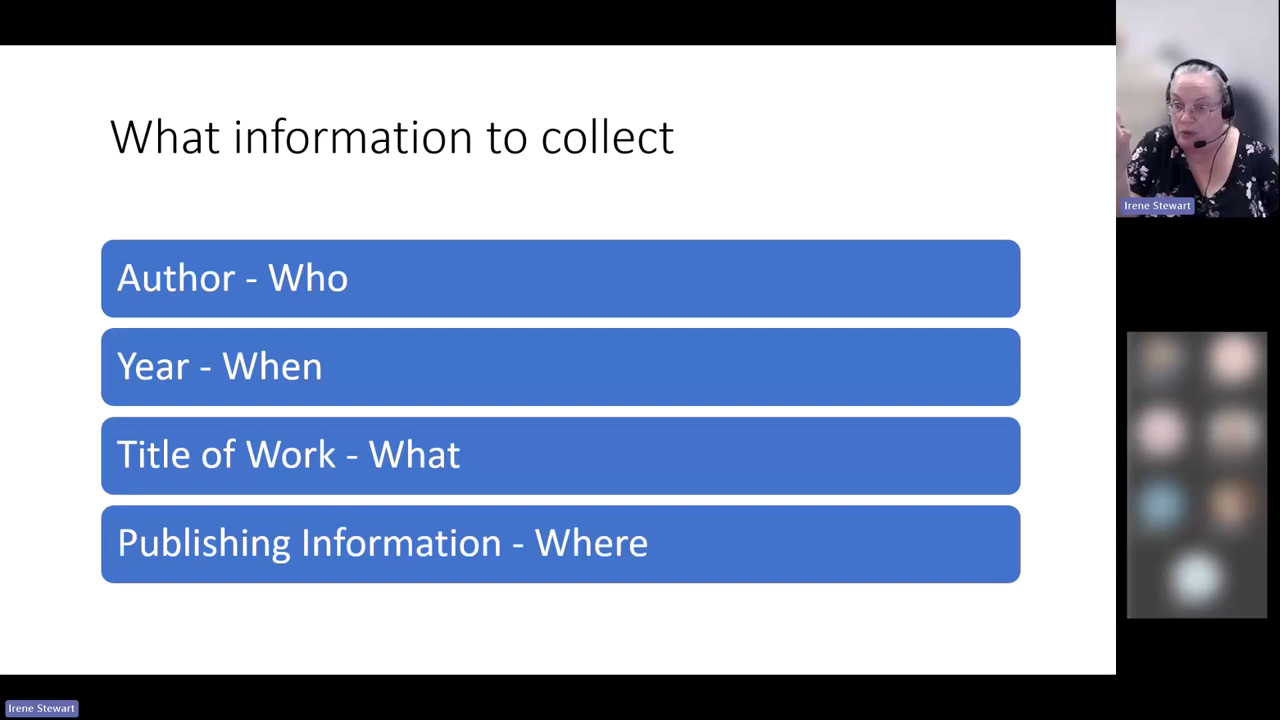 What information to collect
Author - Who
Year - When
Title of Work - What
Publishing Information - Where
Irene Stewart
Irene Stewart